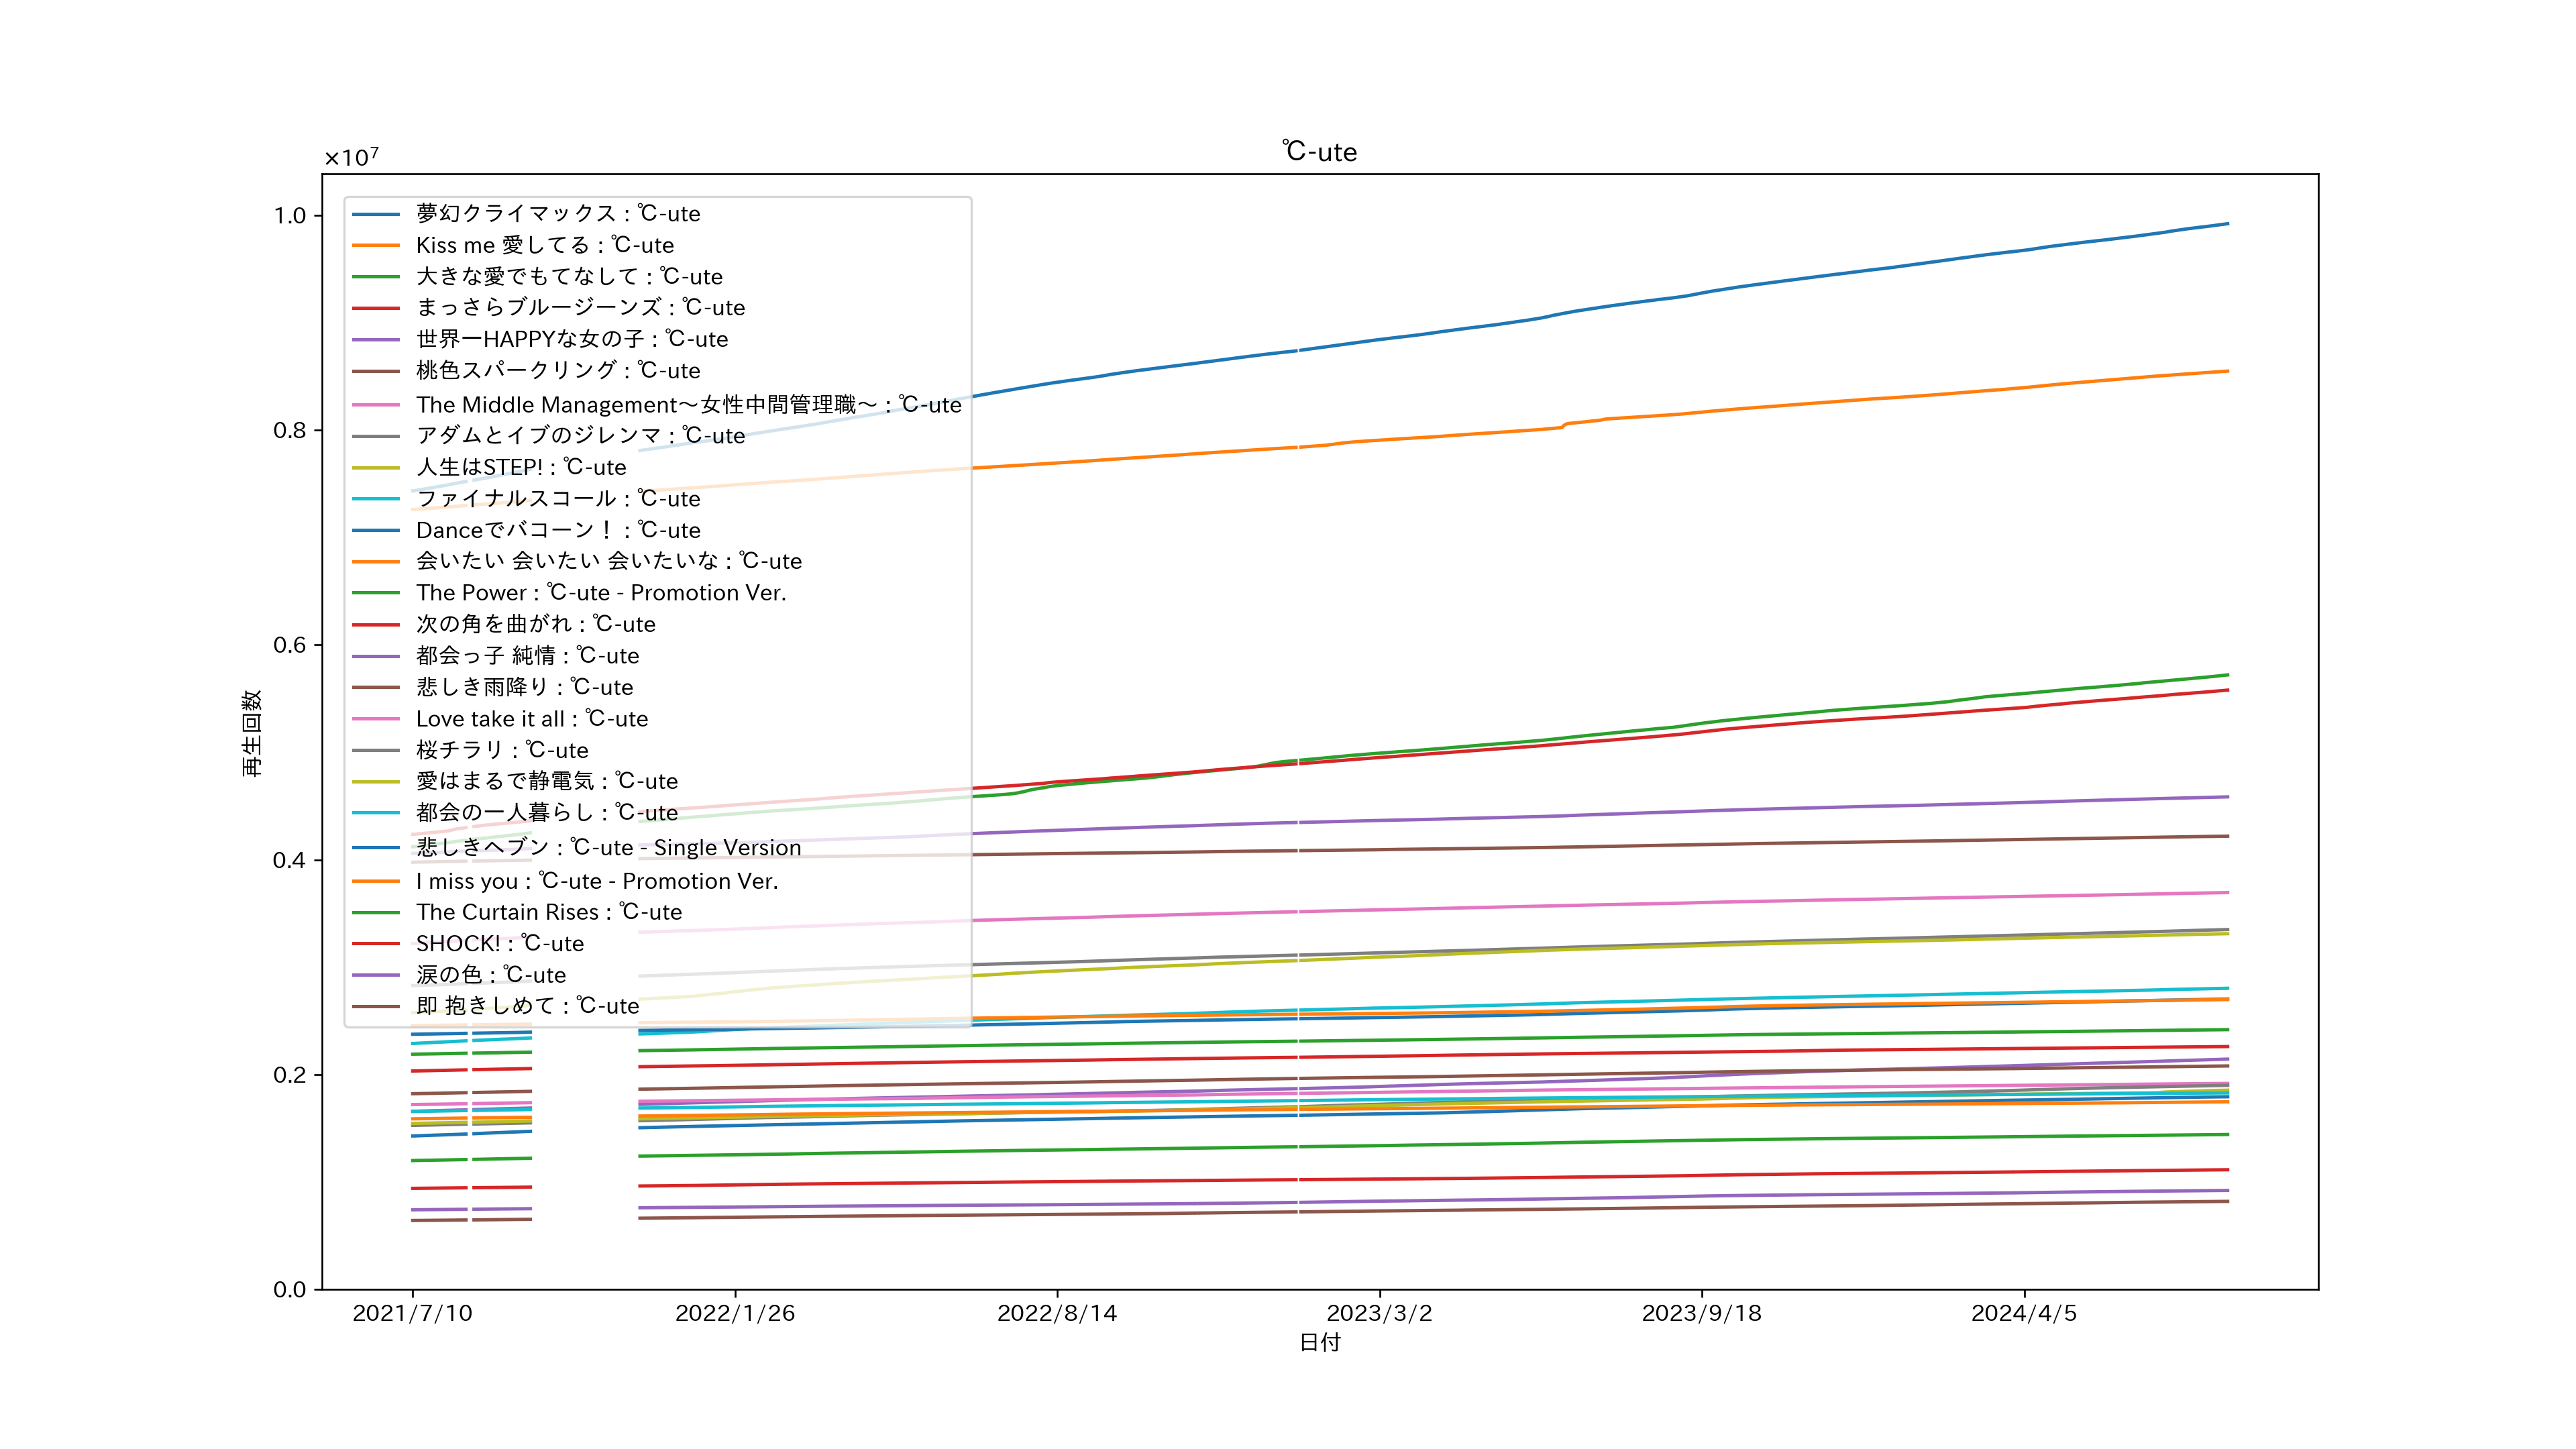 ℃-ute
×10⁷
1.0
0.8
0.6
0.4
0.2
0.0
再生回数
夢幻クライマックス : ℃-ute
Kiss me 愛してる : ℃-ute
大きな愛でもてなして : ℃-ute
まっさらブルージーンズ : ℃-ute
世界一HAPPYな女の子 : ℃-ute
桃色スパークリング : ℃-ute
The Middle Management～女性中間管理職～ : ℃-ute
アダムとイブのジレンマ : ℃-ute
人生はSTEP! : ℃-ute
ファイナルスコール : ℃-ute
Danceでバコーン！ : ℃-ute
会いたい 会いたい 会いたいな : ℃-ute
The Power : ℃-ute - Promotion Ver.
次の角を曲がれ : ℃-ute
都会っ子 純情 : ℃-ute
悲しき雨降り : ℃-ute
Love take it all : ℃-ute
桜チラリ : ℃-ute
愛はまるで静電気 : ℃-ute
都会の一人暮らし : ℃-ute
悲しきヘブン : ℃-ute - Single Version
I miss you : ℃-ute - Promotion Ver.
The Curtain Rises : ℃-ute
SHOCK! : ℃-ute
涙の色 : ℃-ute
即 抱きしめて : ℃-ute
2021/7/10 2022/1/26 2022/8/14 2023/3/2 2023/9/18 2024/4/5
日付